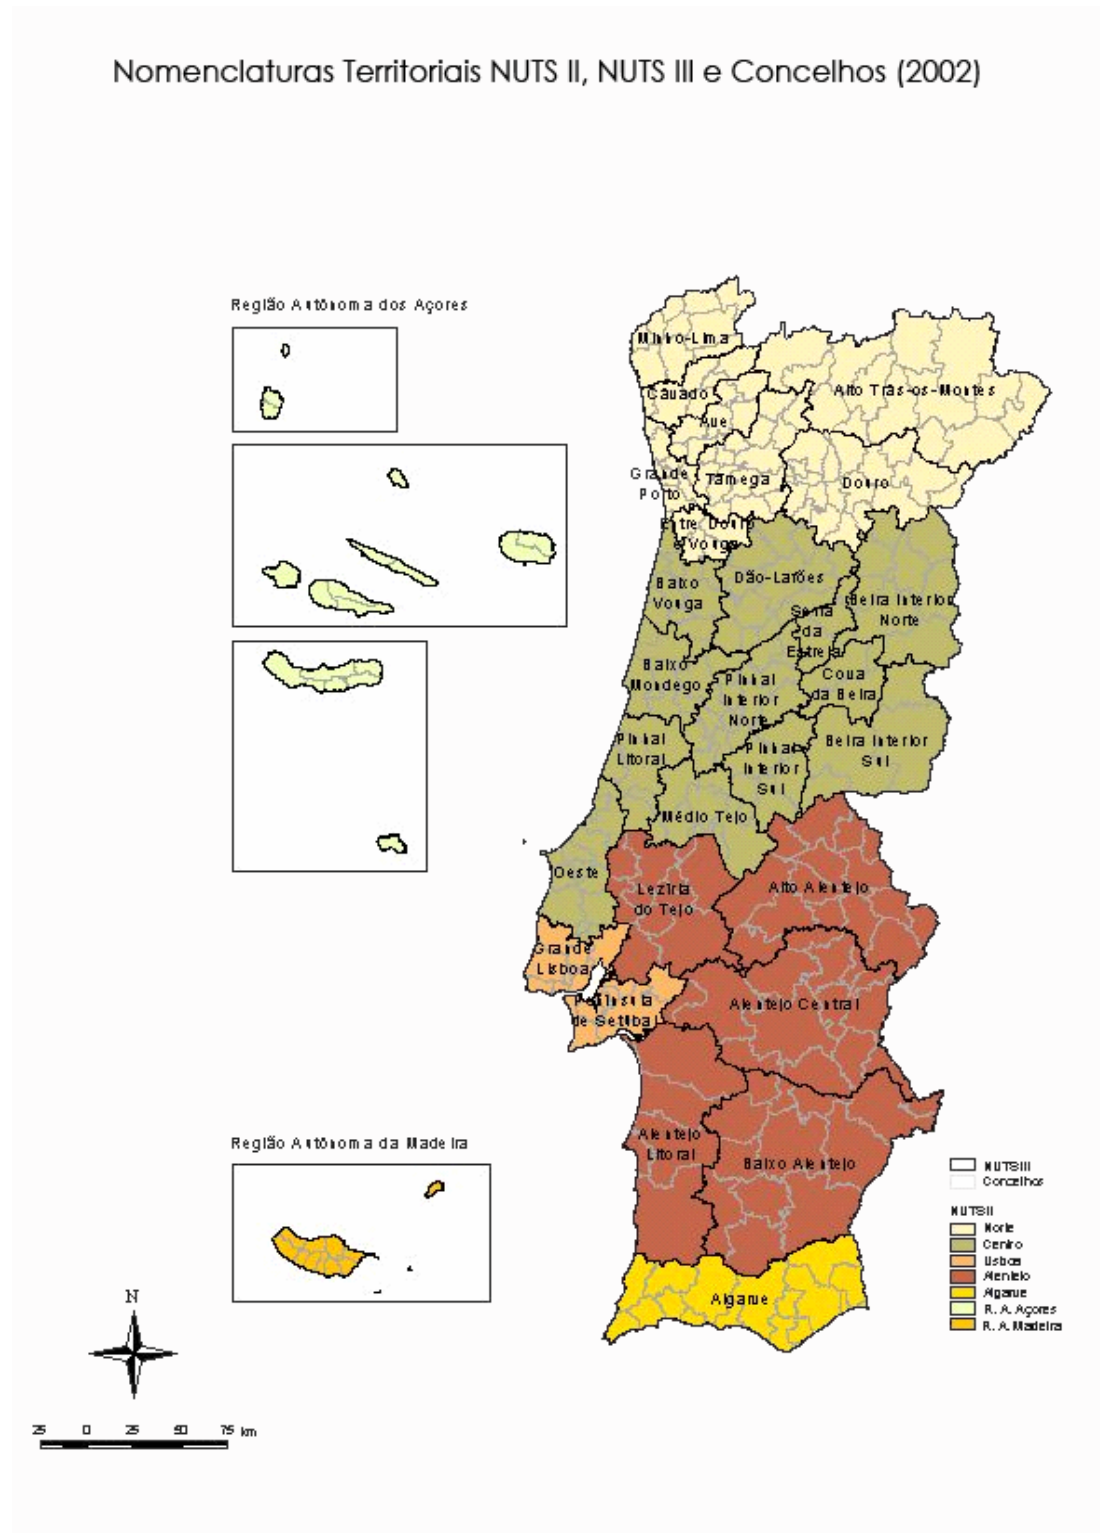 Nomenclaturas Territoriais NUTS II, NUTS III e Concelhos (2002)
Região Autónoma dos Açores
Minho-Lima
Cávado
Alto Trás-os-Montes
Ave
Grande
Porto
Tâmega
Douro
Entre Douro
e Vouga
Baixo
Vouga
Dão-Lafões
Serra
da
Estrela
Beira Interior
Norte
Baixo
Mondego
Pinhal
Interior
Norte
Cova
da Beira
Pinhal
Litoral
Pinhal
Interior
Sul
Beira Interior
Sul
Médio Tejo
Oeste
Lezíria
do Tejo
Alto Alentejo
Grande
Lisboa
Península
de Setúbal
Alentejo Central
Região Autónoma da Madeira
Alentejo
Litoral
Baixo Alentejo
Algarve
NUTSIII
Concelhos
NUTSII
Norte
Centro
Lisboa
Alentejo
Algarve
R. A. Açores
R. A. Madeira
N
25 0 25 50 75 km